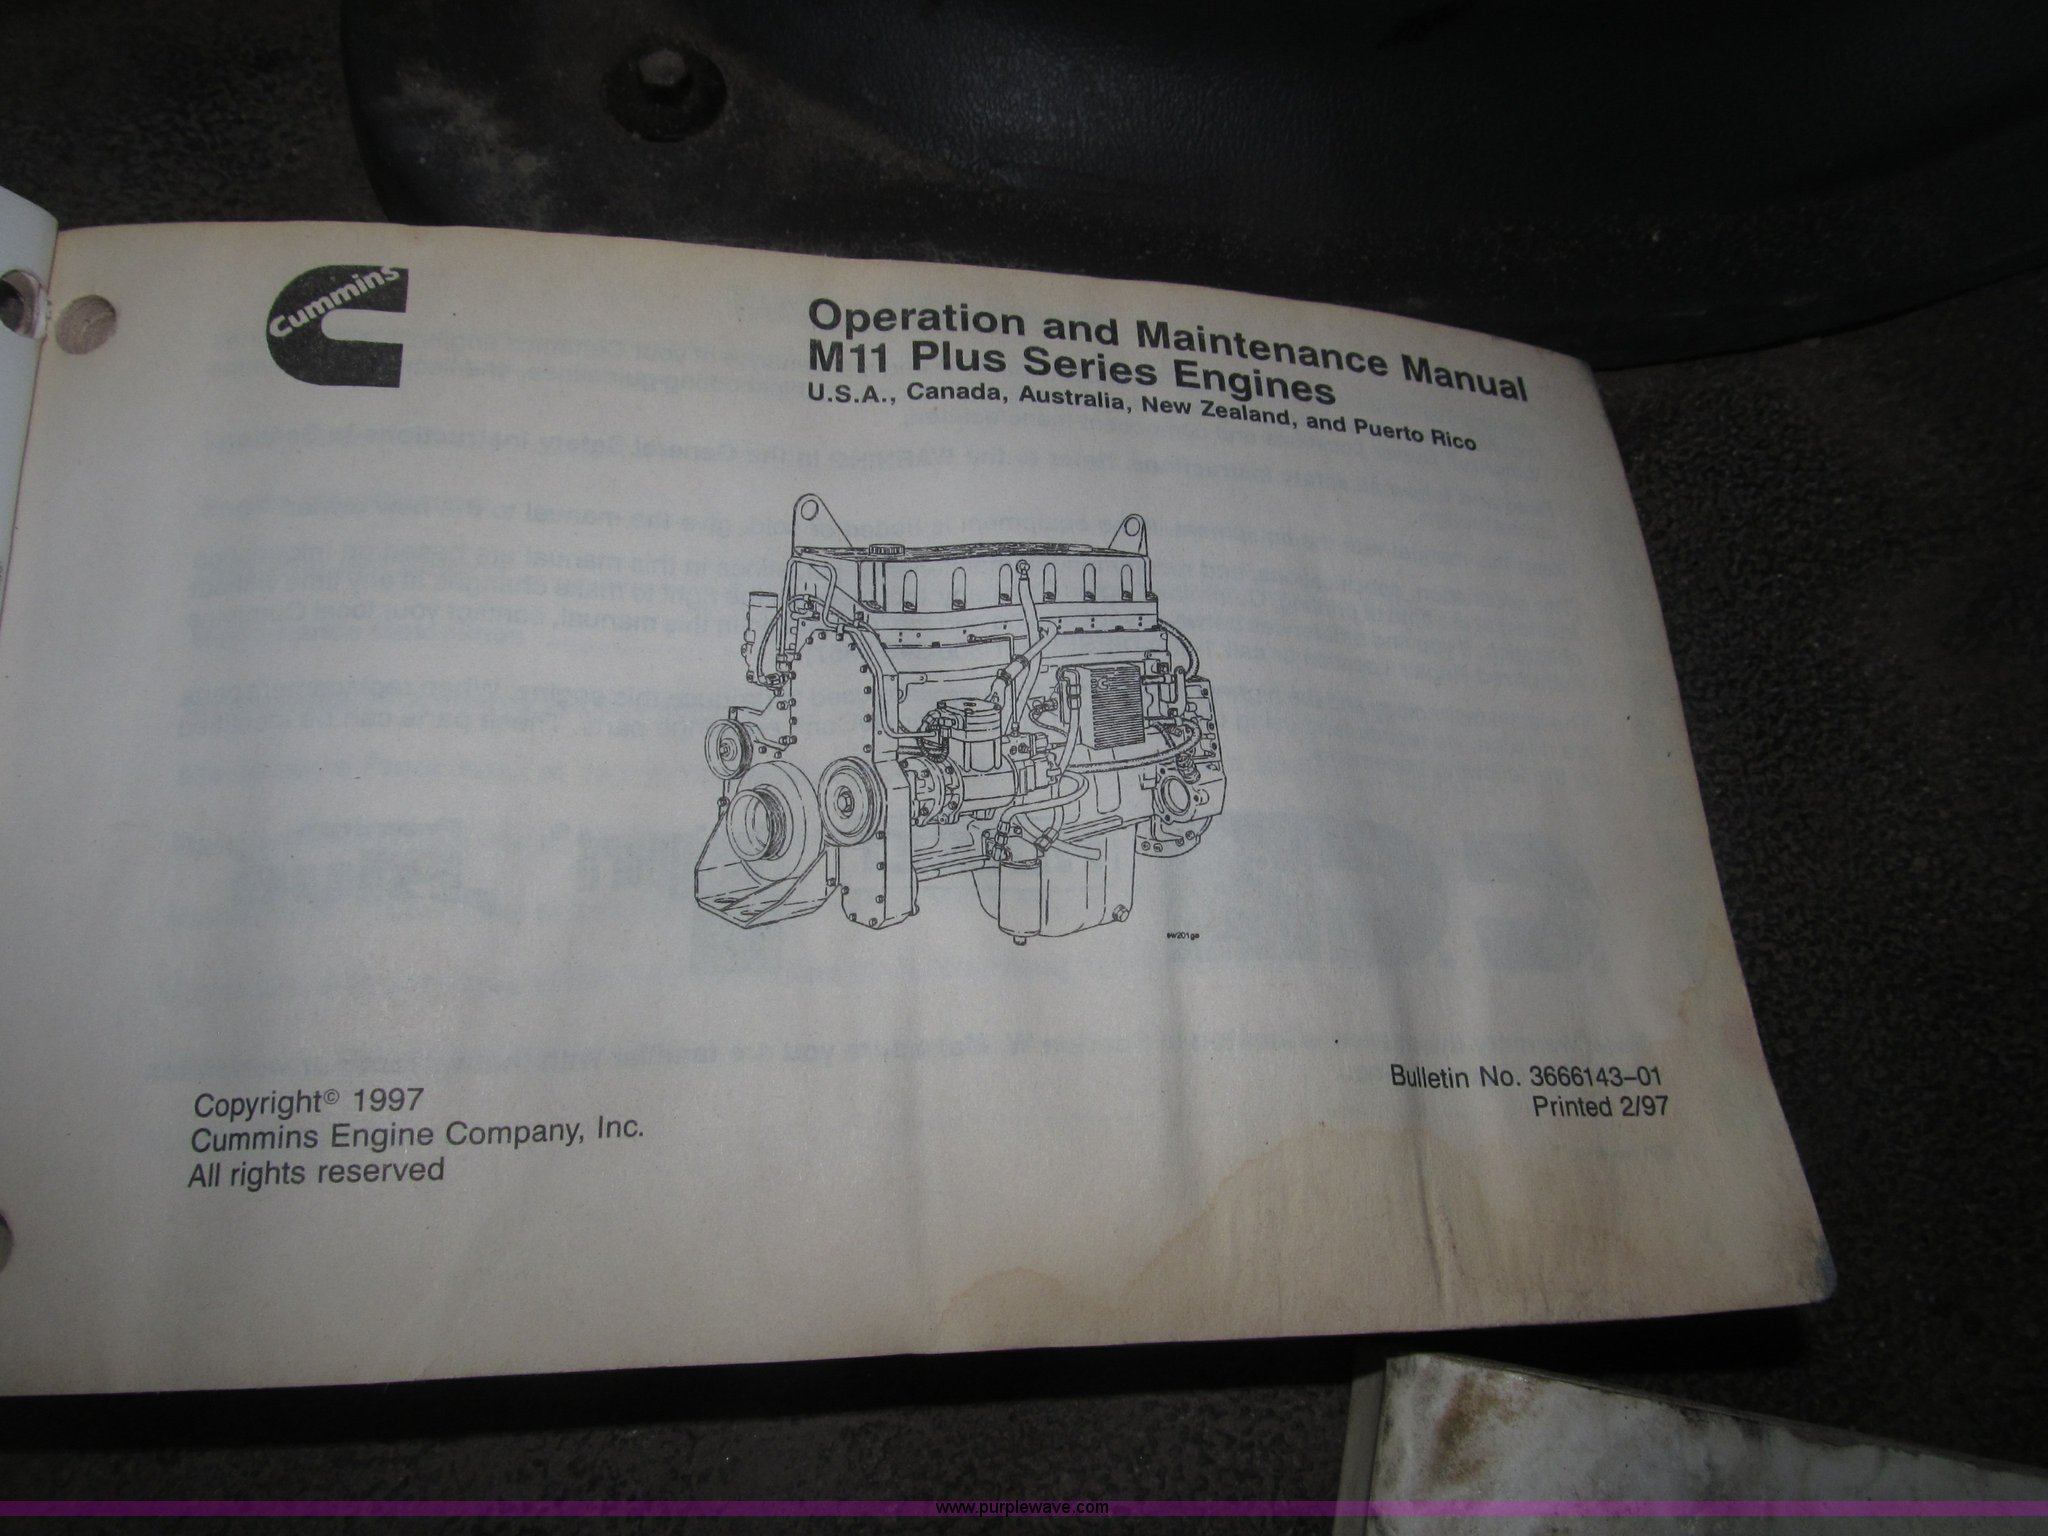 Cummins
Operation and Maintenance Manual
M11 Plus Series Engines
U.S.A., Canada, Australia, New Zealand, and Puerto Rico
Copyright© 1997
Cummins Engine Company, Inc.
All rights reserved
Bulletin No. 3666143–01
Printed 2/97
www.purplewave.com